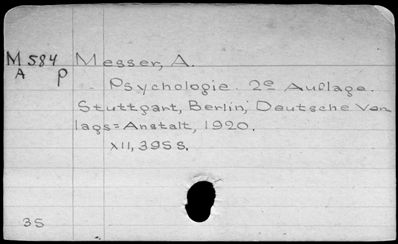 M 584 Messer, A.
A p
Psychologie. 2e Auflage.
Stuttgart, Berlin, Deutsche Ver
lags=Anstalt, 1920.
XII, 395 S.
35